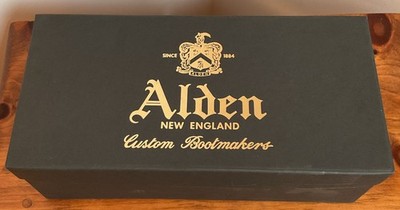 SINCE 1884
Alden
NEW ENGLAND
Custom Bootmakers